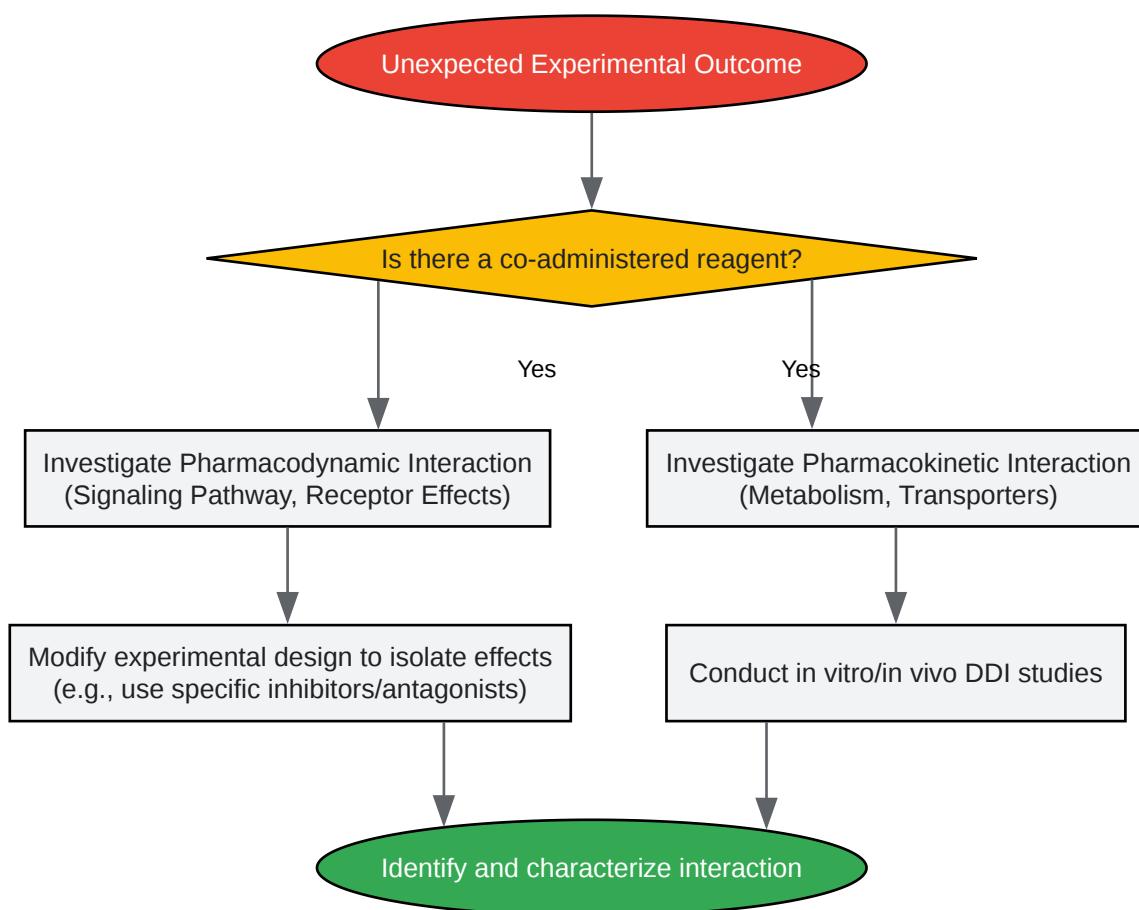 Unexpected Experimental Outcome
Is there a co-administered reagent?
Yes
Yes
Investigate Pharmacodynamic Interaction
(Signaling Pathway, Receptor Effects)
Investigate Pharmacokinetic Interaction
(Metabolism, Transporters)
Modify experimental design to isolate effects
(e.g., use specific inhibitors/antagonists)
Conduct in vitro/in vivo DDI studies
Identify and characterize interaction